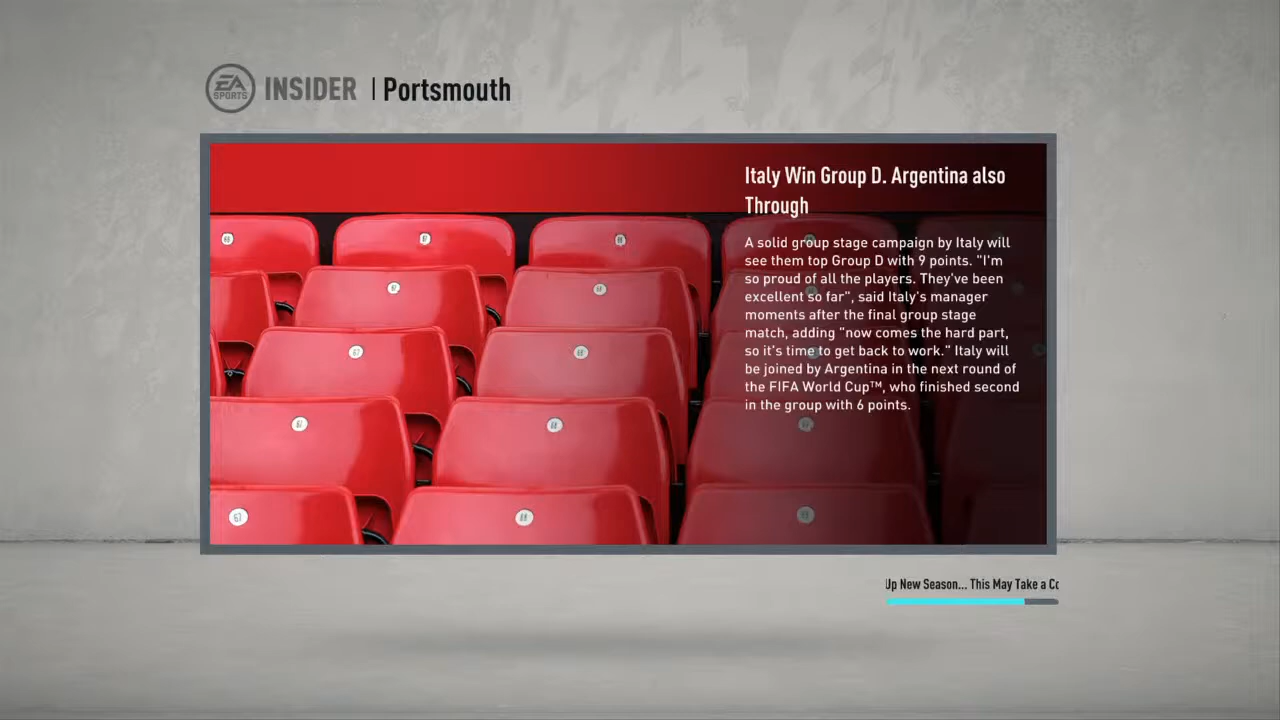 EA SPORTS INSIDER | Portsmouth
Italy Win Group D. Argentina also
Through
A solid group stage campaign by Italy will
see them top Group D with 9 points. "I'm
so proud of all the players. They've been
excellent so far", said Italy's manager
moments after the final group stage
match, adding "now comes the hard part,
so it's time to get back to work." Italy will
be joined by Argentina in the next round of
the FIFA World Cup™, who finished second
in the group with 6 points.
67
67
Up New Season... This May Take a Co